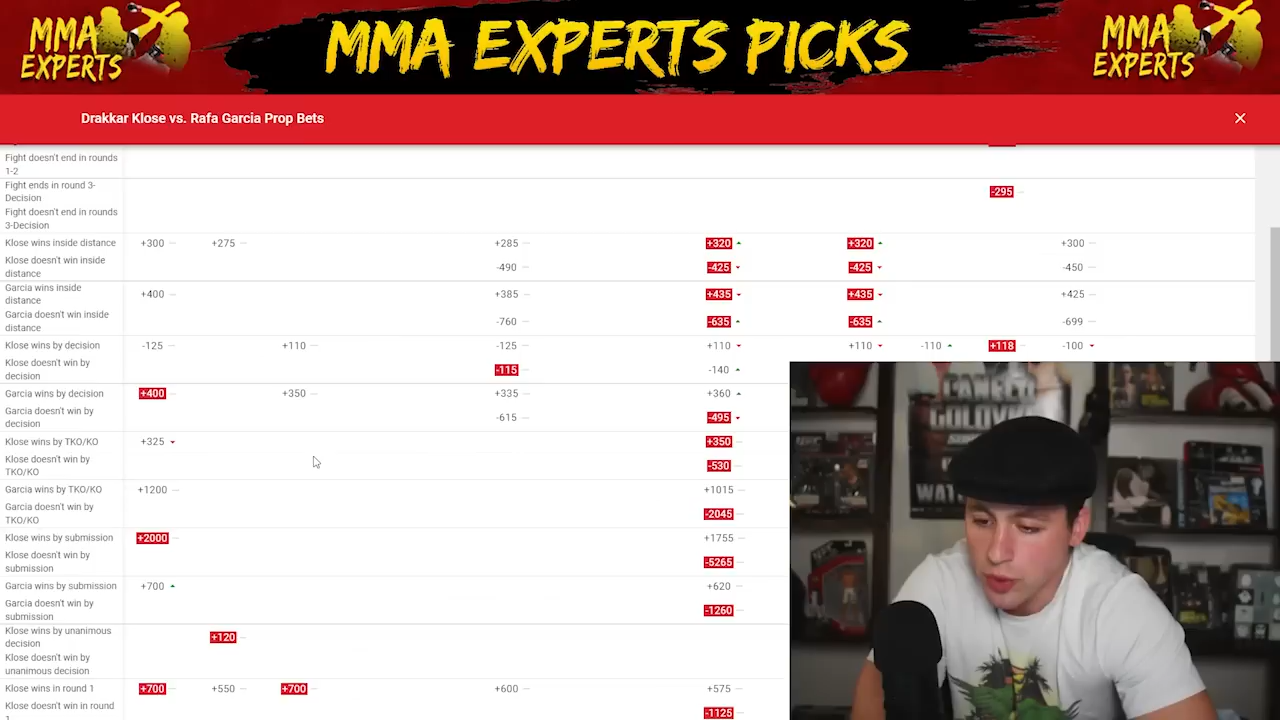 MMA EXPERTS
MMA EXPERTS PICKS
MMA EXPERTS
Drakkar Klose vs. Rafa Garcia Prop Bets
Fight doesn't end in rounds
1-2
Fight ends in round 3-
Decision
-295
Fight doesn't end in rounds
3-Decision
Klose wins inside distance +300 +275 +285 +320 +320 +300
Klose doesn't win inside
distance
-490 -425 -425 -450
Garcia wins inside
distance
+400 +385 +435 +435 +425
Garcia doesn't win inside
distance
-760 -635 -635 -699
Klose wins by decision -125 +110 -125 +110 +110 -110 +118 -100
Klose doesn't win by
decision
-115 -140
Garcia wins by decision +400 +350 +335 +360
Garcia doesn't win by
decision
-615 -495
Klose wins by TKO/KO +325 +350
Klose doesn't win by
TKO/KO
-530
Garcia wins by TKO/KO +1200 +1015
Garcia doesn't win by
TKO/KO
-2045
Klose wins by submission +2000 +1755
Klose doesn't win by
submission
-5265
Garcia wins by submission +700 +620
Garcia doesn't win by
submission
-1260
Klose wins by unanimous
decision
+120
Klose doesn't win by
unanimous decision
Klose wins in round 1 +700 +550 +700 +600 +575
Klose doesn't win in round
-1125
CANELO
GOLOVKIN